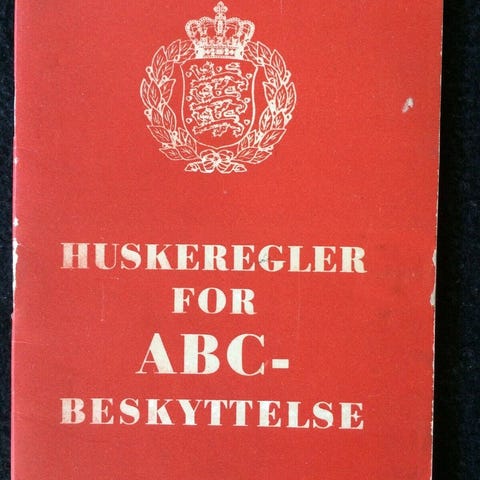 HUSKEREGLER
FOR
ABC-
BESKYTTELSE